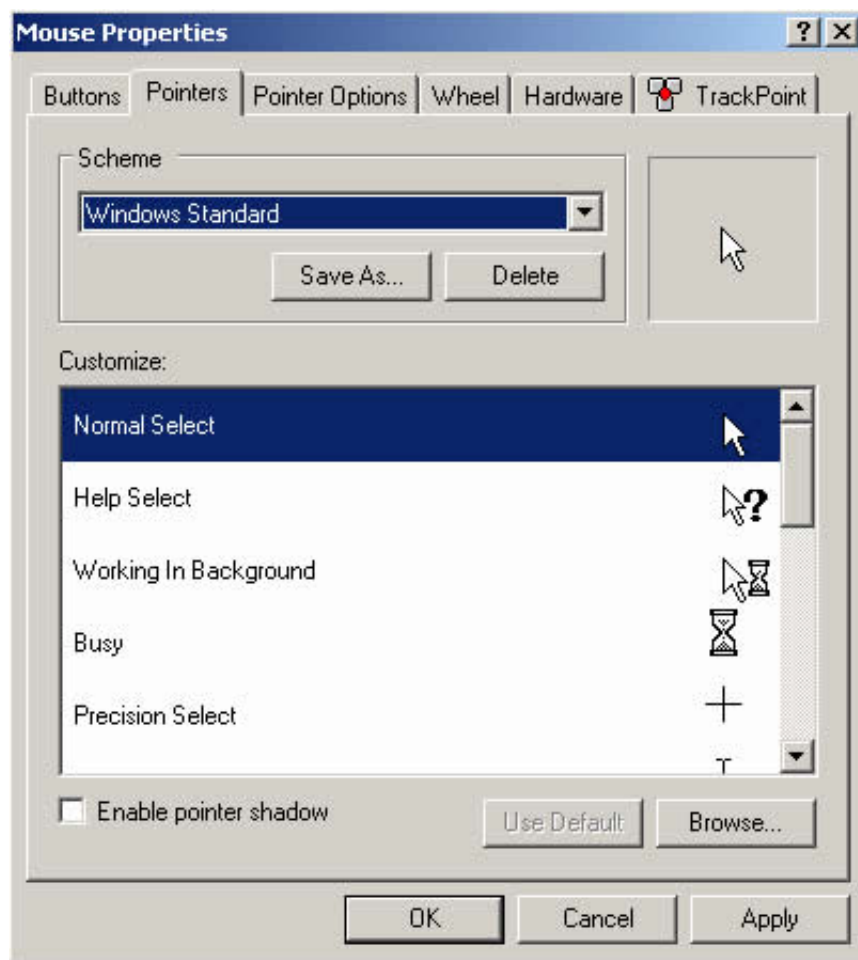 Mouse Properties
Buttons Pointers Pointer Options Wheel Hardware TrackPoint
Scheme
Windows Standard
Save As... Delete
Customize:
Normal Select
Help Select
Working In Background
Busy
Precision Select
Enable pointer shadow
Use Default Browse...
OK Cancel Apply